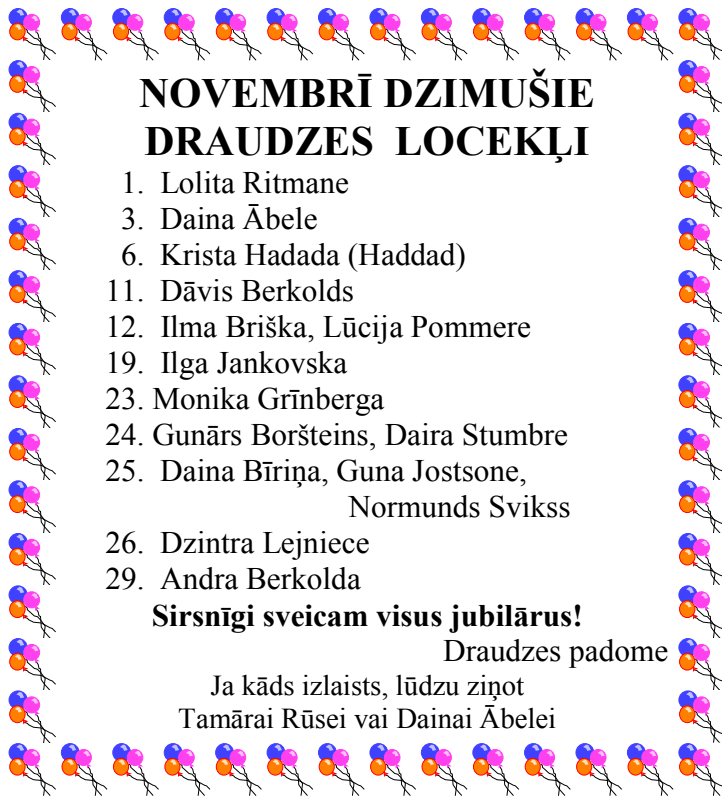 NOVEMBRĪ DZIMUŠIE
DRAUDZES LOCEKĻI
1. Lolita Ritmane
3. Daina Ābele
6. Krista Hadada (Haddad)
11. Dāvis Berkolds
12. Ilma Briška, Lūcija Pommere
19. Ilga Jankovska
23. Monika Grīnberga
24. Gunārs Boršteins, Daira Stumbre
25. Daina Bīriņa, Guna Jostsone,
Normunds Svikss
26. Dzintra Lejniece
29. Andra Berkolda
Sirsnīgi sveicam visus jubilārus!
Draudzes padome
Ja kāds izlaists, lūdzu ziņot
Tamārai Rūsei vai Dainai Ābelei